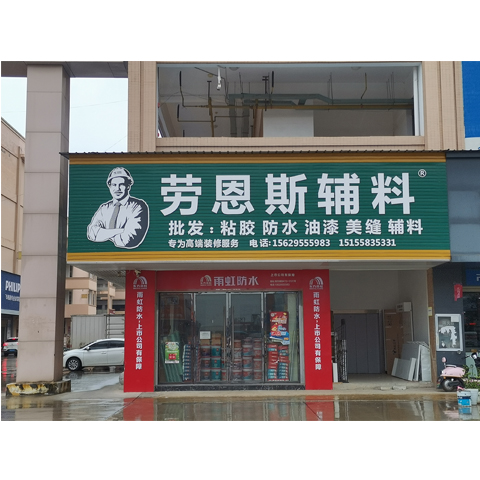 劳恩斯辅料®
批发:粘胶 防水 油漆 美缝 辅料
专为高端装修服务 电话:15629555983 15155835331
雨虹防水
雨虹防水·上市公司有保障
雨虹防水·上市公司有保障
PHILIPS